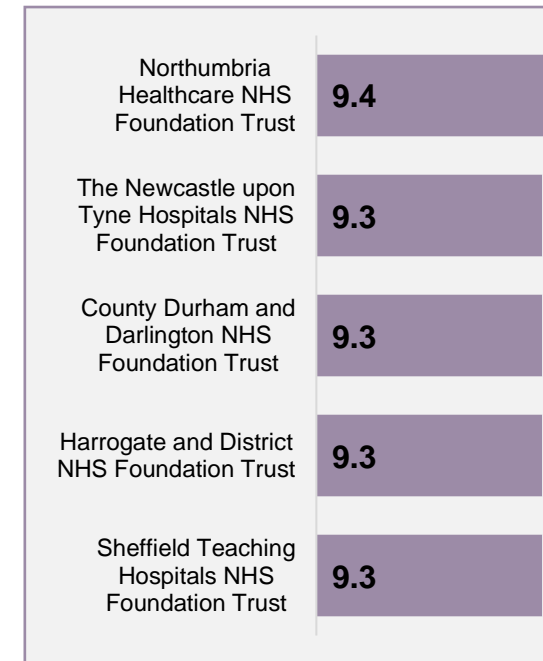 Northumbria
Healthcare NHS
Foundation Trust
9.4
The Newcastle upon
Tyne Hospitals NHS
Foundation Trust
9.3
County Durham and
Darlington NHS
Foundation Trust
9.3
Harrogate and District
NHS Foundation Trust
9.3
Sheffield Teaching
Hospitals NHS
Foundation Trust
9.3